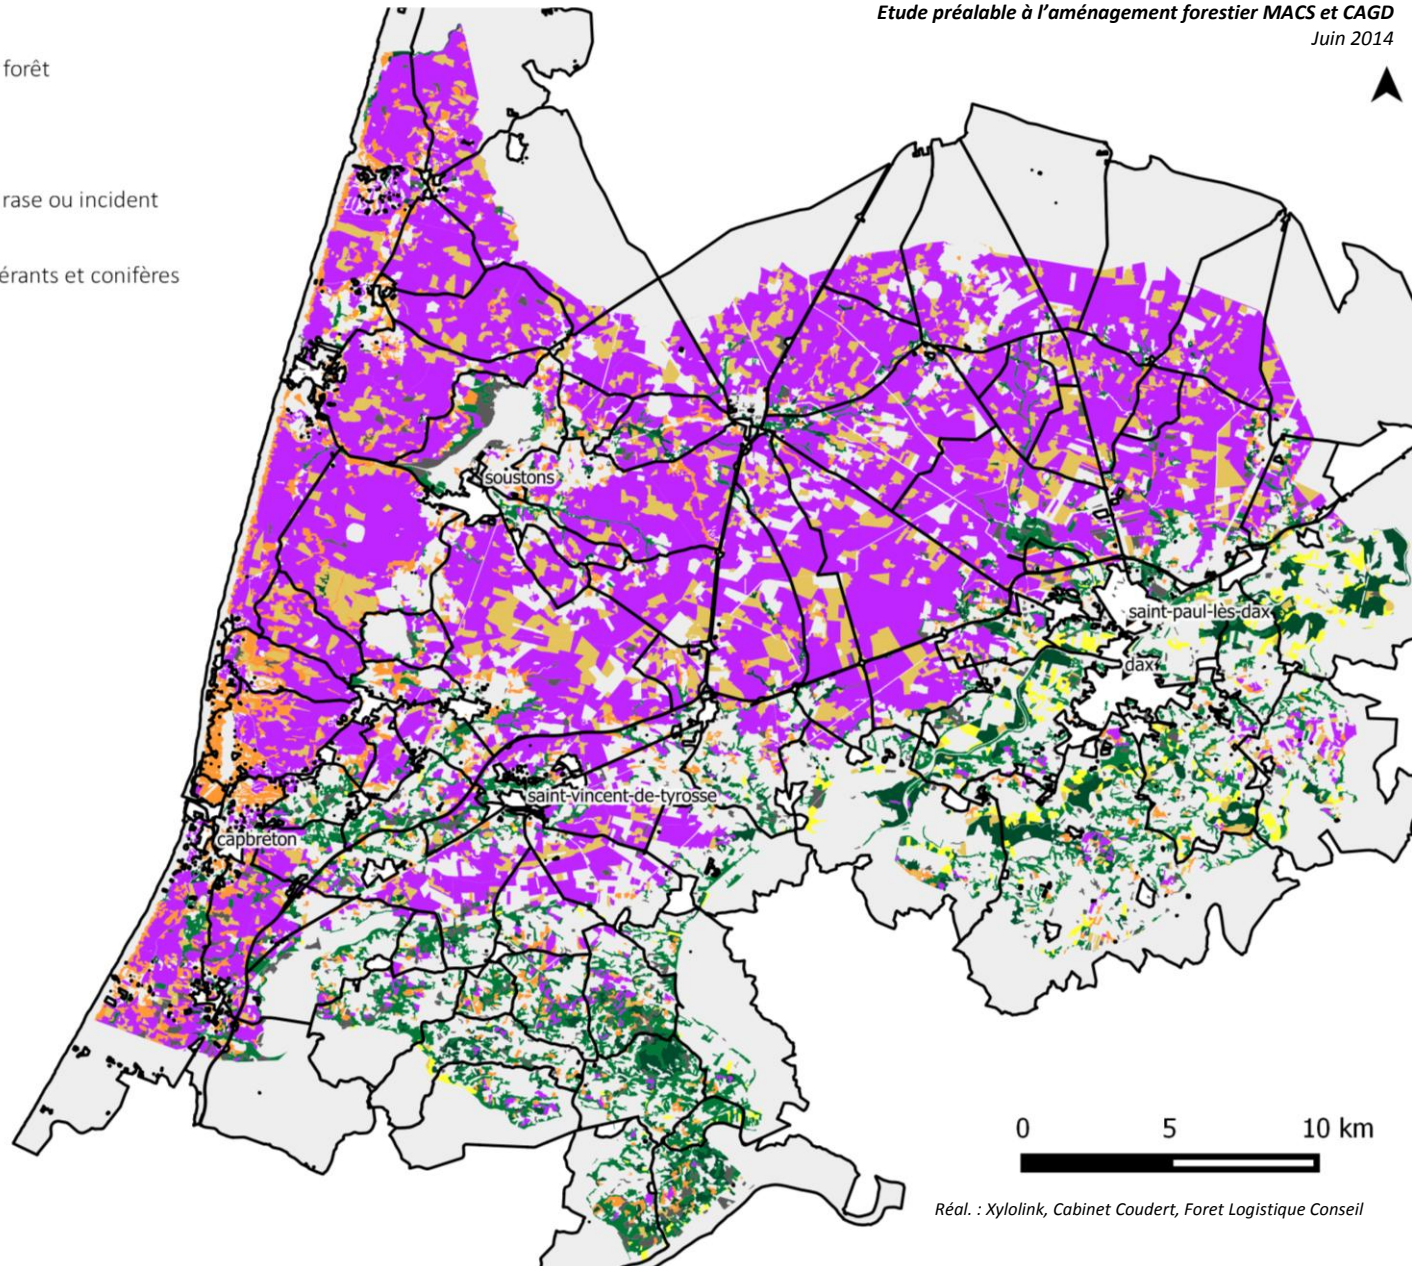 Etude préalable à l’aménagement forestier MACS et CAGD
Juin 2014
forêt
rase ou incident
érants et conifères
soustons
saint-paul-lès-dax
dax
saint-vincent-de-tyrosse
capbreton
0 5 10 km
Réal. : Xylolink, Cabinet Coudert, Foret Logistique Conseil